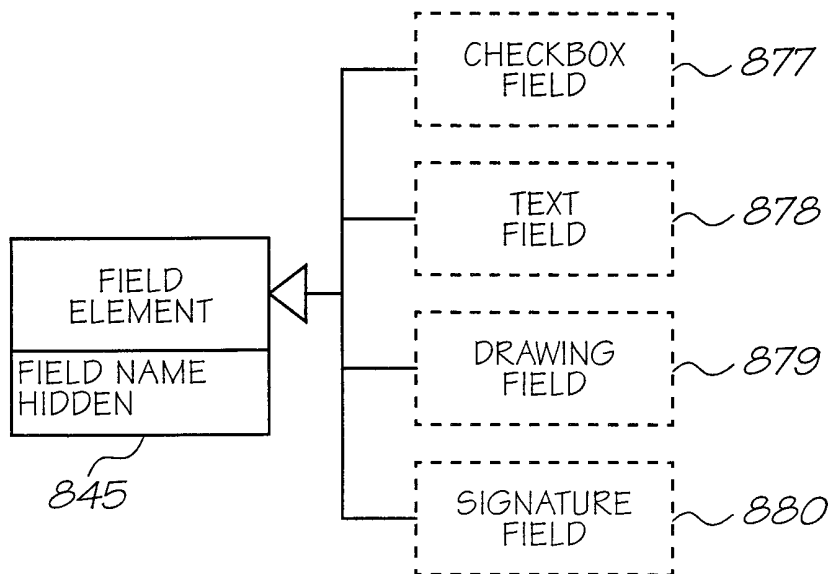 CHECKBOX
FIELD
877
TEXT
FIELD
878
FIELD
ELEMENT
FIELD NAME
HIDDEN
845
DRAWING
FIELD
879
SIGNATURE
FIELD
880